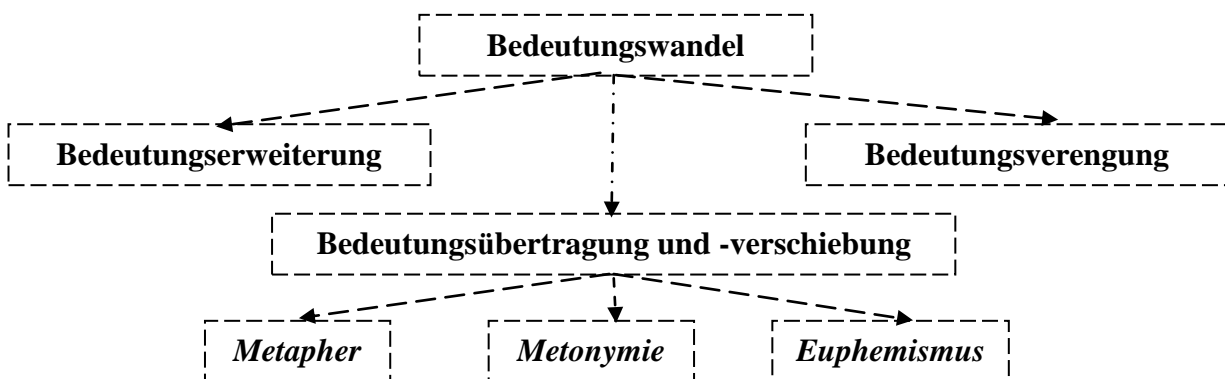 Bedeutungswandel
Bedeutungserweiterung
Bedeutungsverengung
Bedeutungsübertragung und -verschiebung
Metapher
Metonymie
Euphemismus